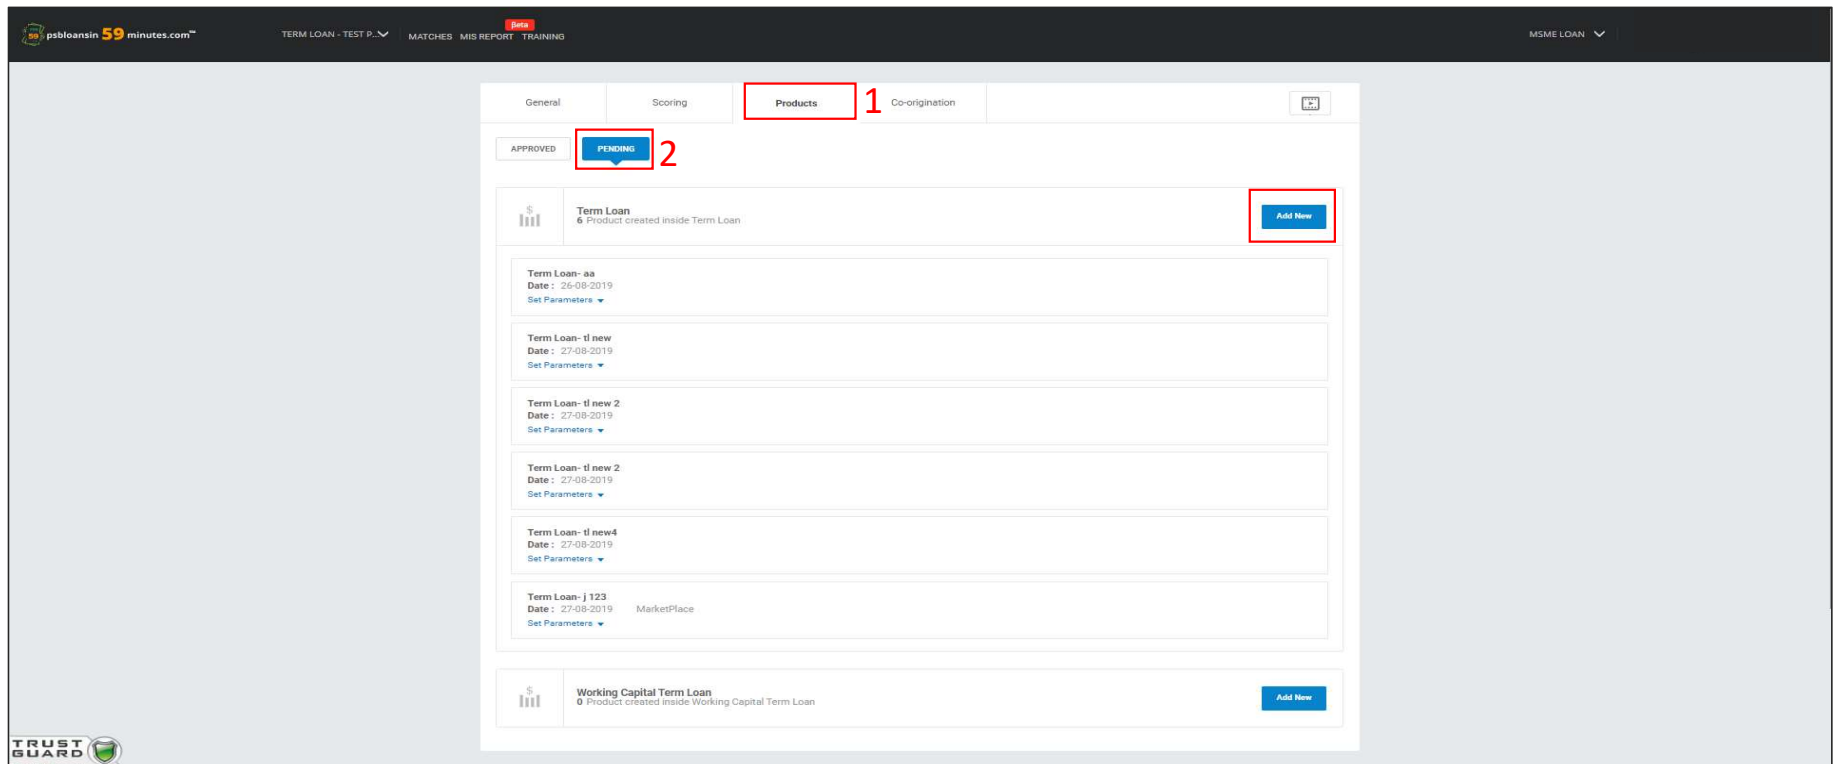 59 psbloansin 59 minutes.com™
TERM LOAN - TEST P... MATCHES MIS REPORT Beta TRAINING
MSME LOAN
General Scoring Products 1 Co-origination
APPROVED PENDING 2
Term Loan
6 Product created inside Term Loan
Add New
Term Loan- aa
Date : 26-08-2019
Set Parameters
Term Loan- tl new
Date : 27-08-2019
Set Parameters
Term Loan- tl new 2
Date : 27-08-2019
Set Parameters
Term Loan- tl new 2
Date : 27-08-2019
Set Parameters
Term Loan- tl new4
Date : 27-08-2019
Set Parameters
Term Loan- j 123
Date : 27-08-2019 MarketPlace
Set Parameters
Working Capital Term Loan
0 Product created inside Working Capital Term Loan
Add New
TRUST
GUARD